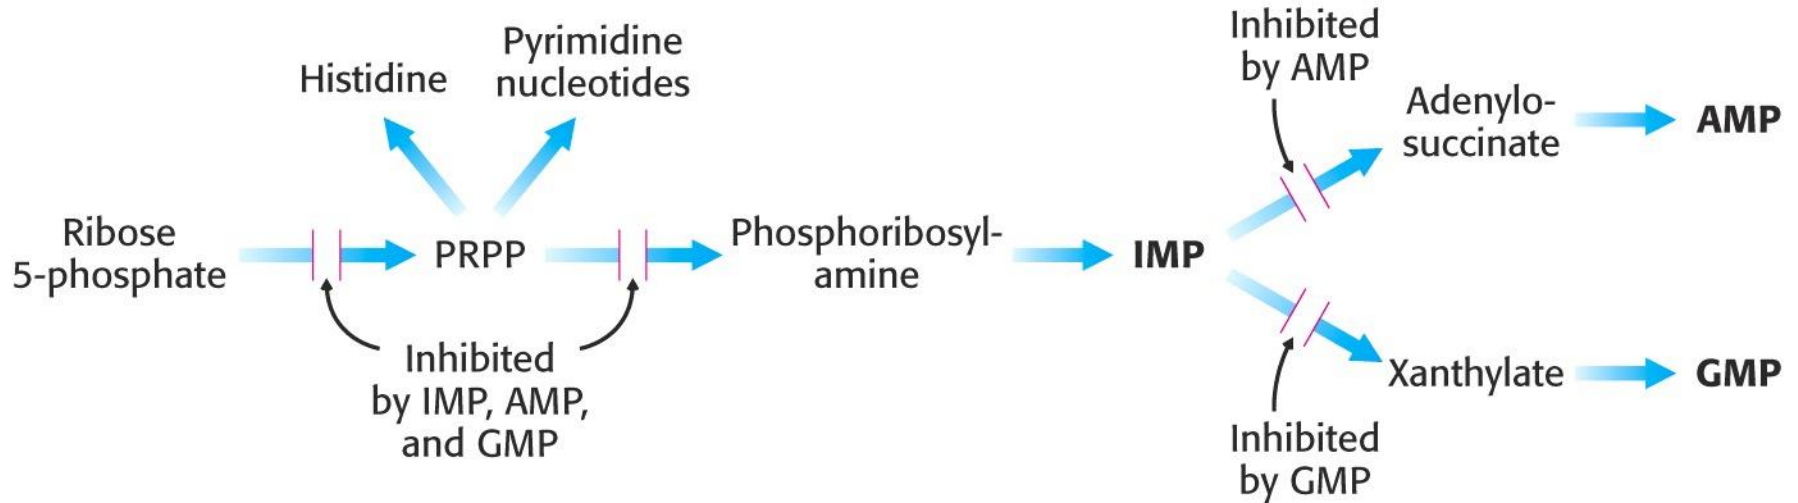 Ribose
5-phosphate
Histidine
Pyrimidine
nucleotides
PRPP
Inhibited
by IMP, AMP,
and GMP
Phosphoribosyl-
amine
IMP
Inhibited
by AMP
Adenylo-
succinate
AMP
Inhibited
by GMP
Xanthylate
GMP